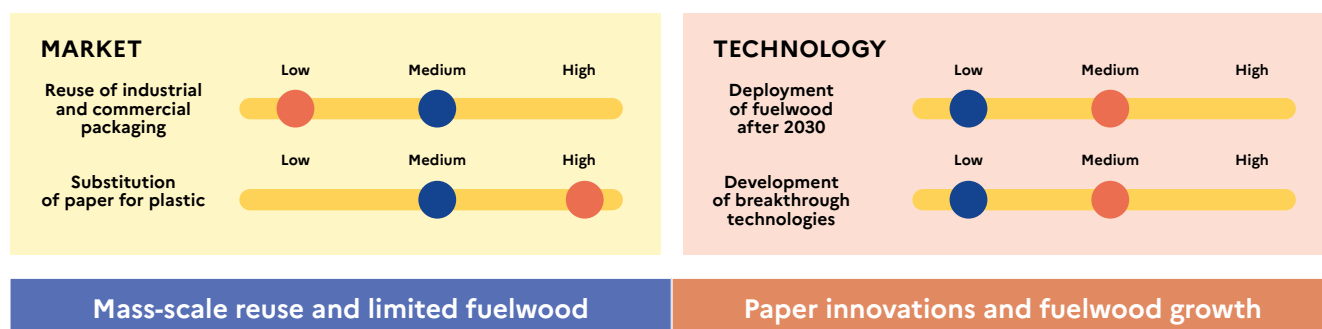 MARKET
Low Medium High
Reuse of industrial
and commercial
packaging
Low Medium High
Substitution
of paper for plastic
TECHNOLOGY
Low Medium High
Deployment
of fuelwood
after 2030
Low Medium High
Development
of breakthrough
technologies
Mass-scale reuse and limited fuelwood
Paper innovations and fuelwood growth